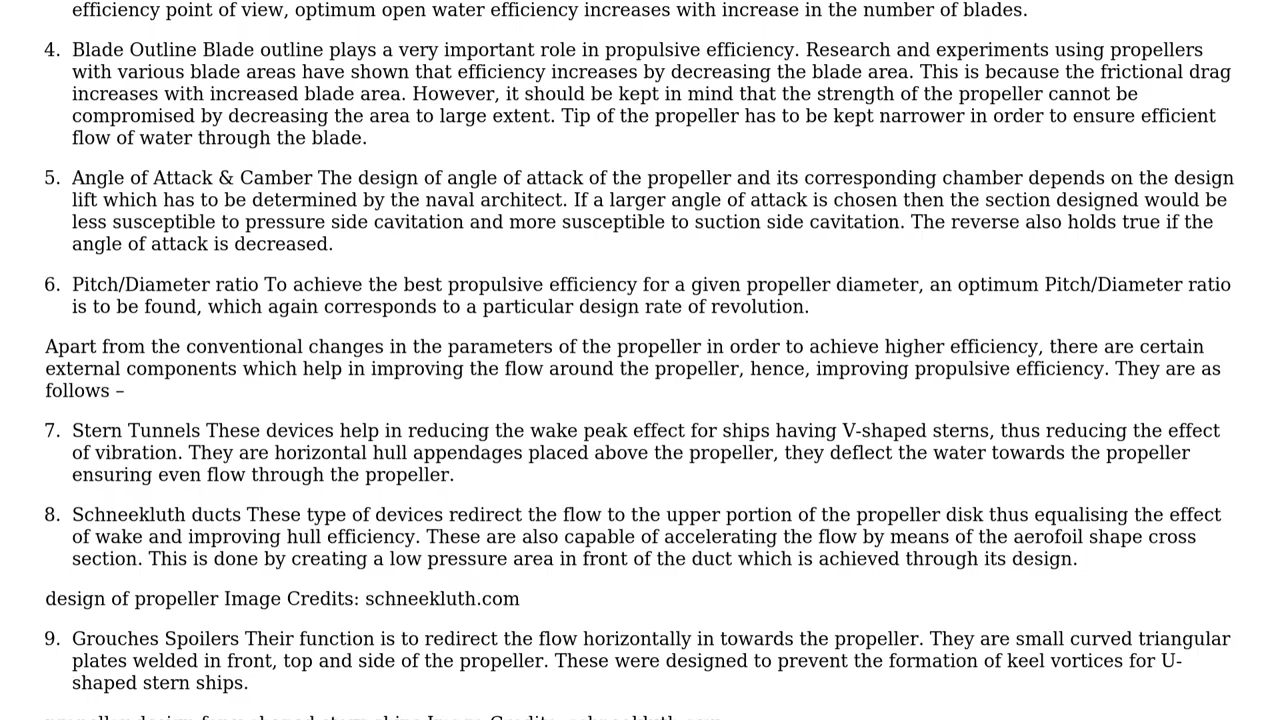 efficiency point of view, optimum open water efficiency increases with increase in the number of blades.
4. Blade Outline Blade outline plays a very important role in propulsive efficiency. Research and experiments using propellers
with various blade areas have shown that efficiency increases by decreasing the blade area. This is because the frictional drag
increases with increased blade area. However, it should be kept in mind that the strength of the propeller cannot be
compromised by decreasing the area to large extent. Tip of the propeller has to be kept narrower in order to ensure efficient
flow of water through the blade.
5. Angle of Attack & Camber The design of angle of attack of the propeller and its corresponding chamber depends on the design
lift which has to be determined by the naval architect. If a larger angle of attack is chosen then the section designed would be
less susceptible to pressure side cavitation and more susceptible to suction side cavitation. The reverse also holds true if the
angle of attack is decreased.
6. Pitch/Diameter ratio To achieve the best propulsive efficiency for a given propeller diameter, an optimum Pitch/Diameter ratio
is to be found, which again corresponds to a particular design rate of revolution.
Apart from the conventional changes in the parameters of the propeller in order to achieve higher efficiency, there are certain
external components which help in improving the flow around the propeller, hence, improving propulsive efficiency. They are as
follows –
7. Stern Tunnels These devices help in reducing the wake peak effect for ships having V-shaped sterns, thus reducing the effect
of vibration. They are horizontal hull appendages placed above the propeller, they deflect the water towards the propeller
ensuring even flow through the propeller.
8. Schneekluth ducts These type of devices redirect the flow to the upper portion of the propeller disk thus equalising the effect
of wake and improving hull efficiency. These are also capable of accelerating the flow by means of the aerofoil shape cross
section. This is done by creating a low pressure area in front of the duct which is achieved through its design.
design of propeller Image Credits: schneekluth.com
9. Grouches Spoilers Their function is to redirect the flow horizontally in towards the propeller. They are small curved triangular
plates welded in front, top and side of the propeller. These were designed to prevent the formation of keel vortices for U-
shaped stern ships.